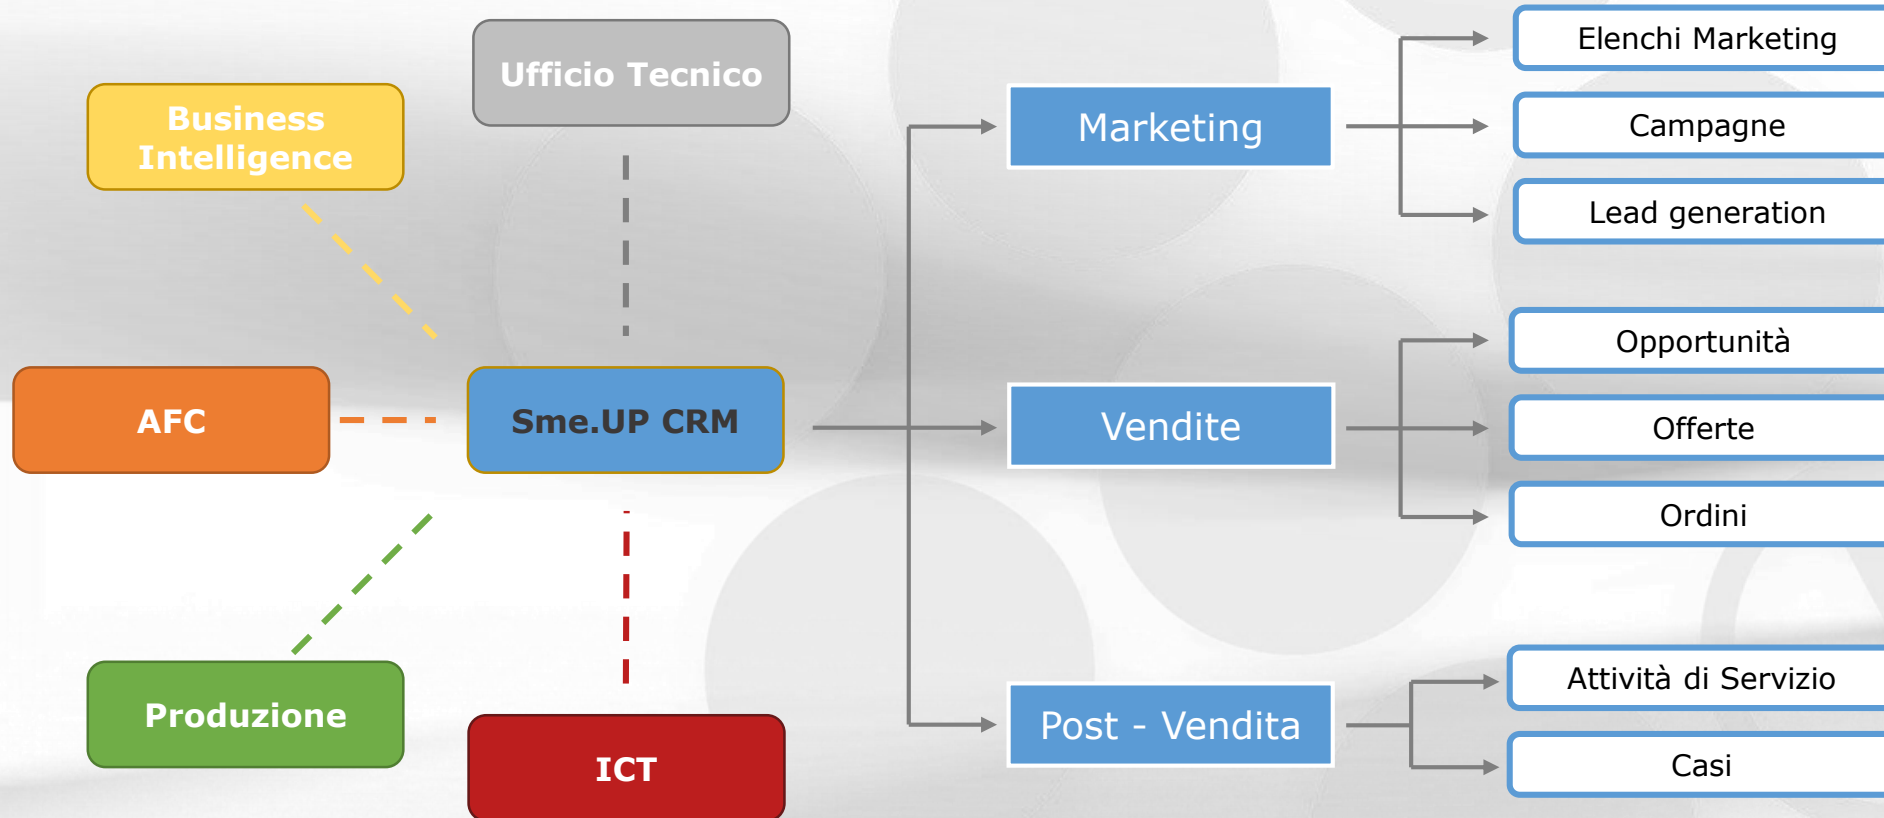 Ufficio Tecnico
Business
Intelligence
AFC
Sme.UP CRM
Produzione
ICT
Marketing
Elenchi Marketing
Campagne
Lead generation
Vendite
Opportunità
Offerte
Ordini
Post - Vendita
Attività di Servizio
Casi